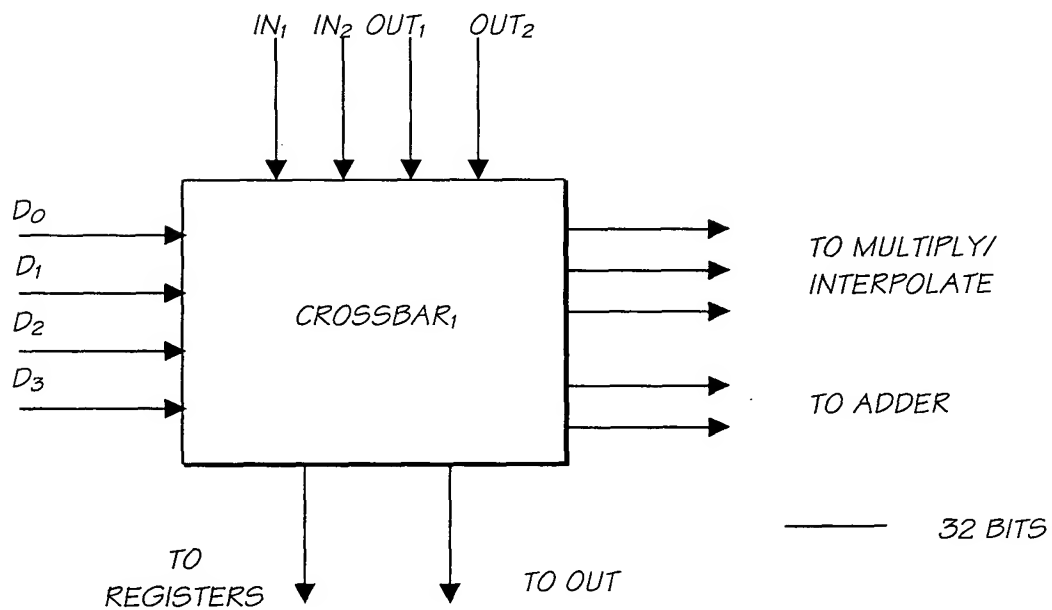 IN₁ IN₂ OUT₁ OUT₂
D₀
D₁
D₂
D₃
CROSSBAR₁
TO MULTIPLY/
INTERPOLATE
TO ADDER
32 BITS
TO
REGISTERS
TO OUT